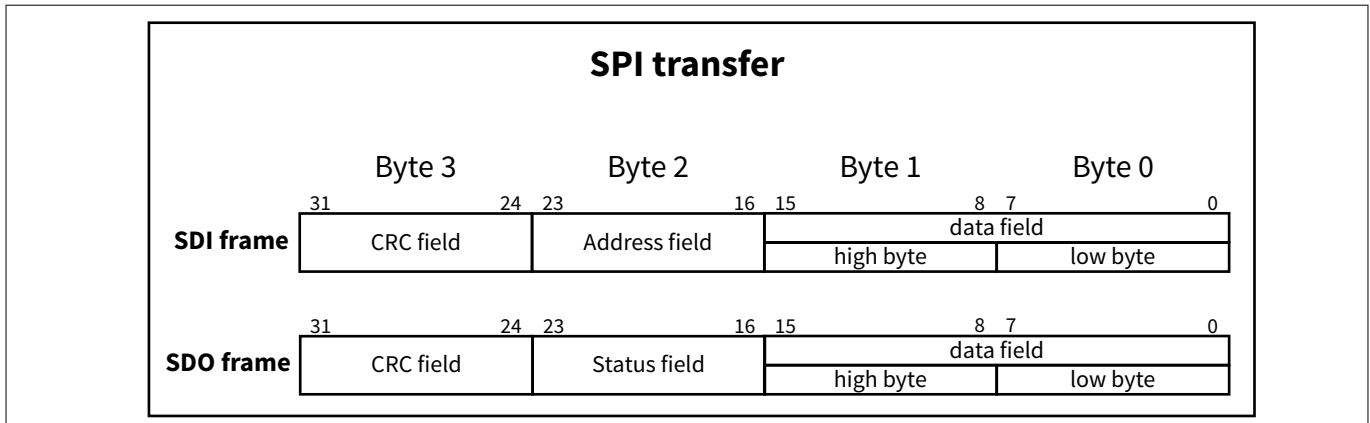 SPI transfer
Byte 3 Byte 2 Byte 1 Byte 0
31 24 23 16 15 8 7 0
SDI frame CRC field Address field data field
high byte low byte
31 24 23 16 15 8 7 0
SDO frame CRC field Status field data field
high byte low byte